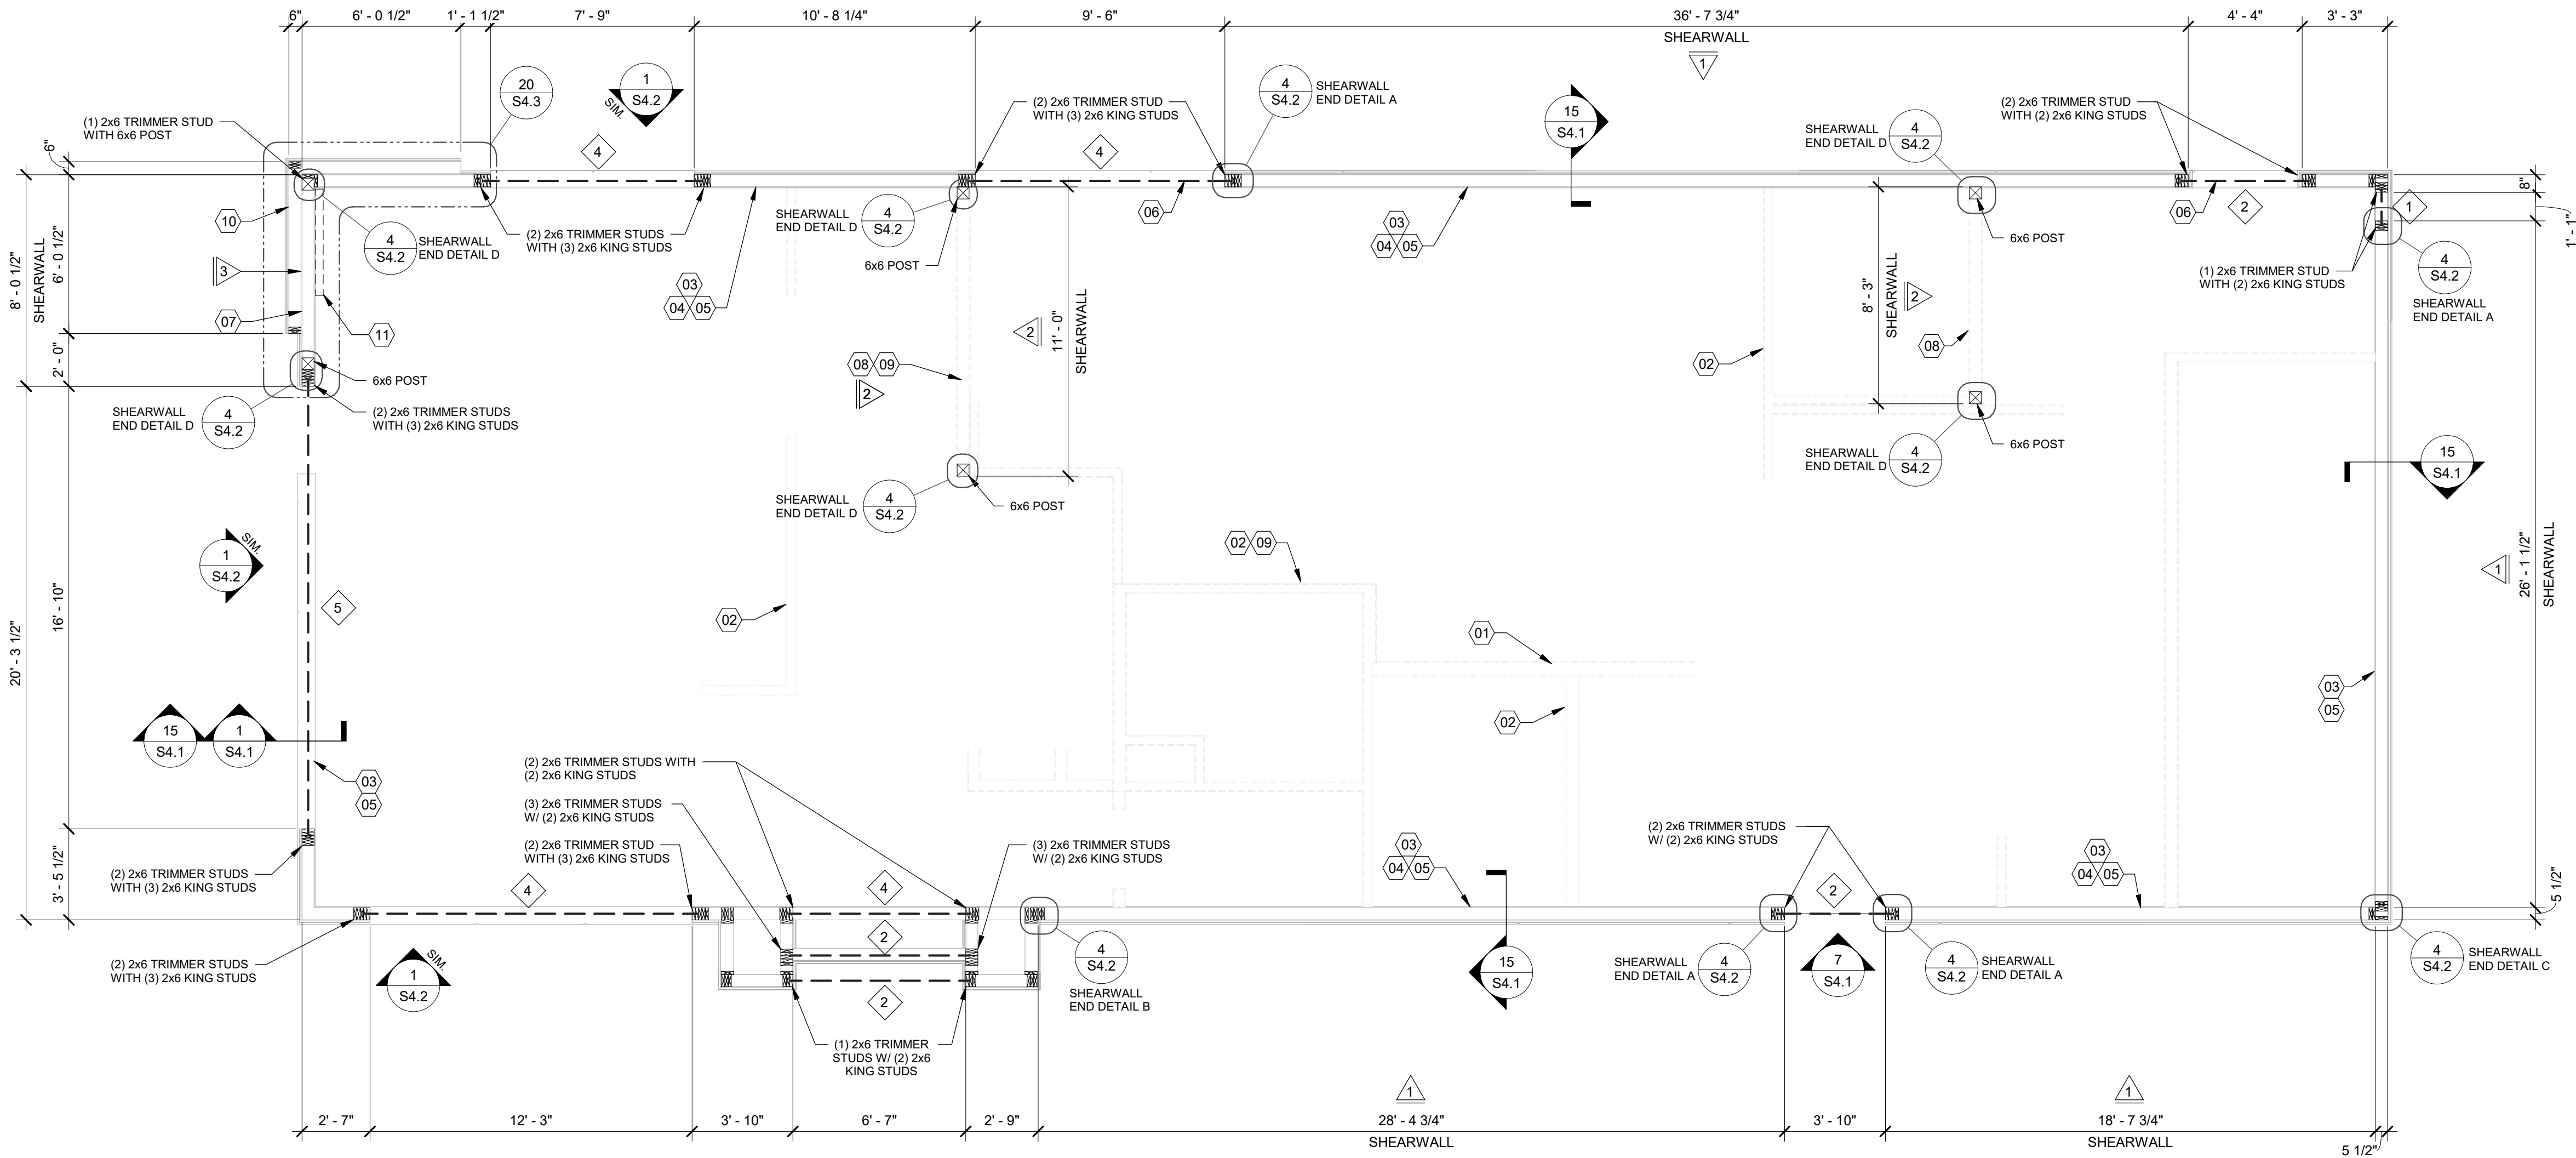 6"
6' - 0 1/2"
1' - 1 1/2"
7' - 9"
10' - 8 1/4"
9' - 6"
36' - 7 3/4"
SHEARWALL
4' - 4"
3' - 3"
1
20
S4.3
1
S4.2
SIM.
4
S4.2
SHEARWALL
END DETAIL A
15
S4.1
(1) 2x6 TRIMMER STUD
WITH 6x6 POST
(2) 2x6 TRIMMER STUD
WITH (3) 2x6 KING STUDS
SHEARWALL
END DETAIL D
4
S4.2
(2) 2x6 TRIMMER STUD
WITH (2) 2x6 KING STUDS
4
4
6"
8' - 0 1/2"
SHEARWALL
6' - 0 1/2"
2' - 0"
10
4
S4.2
SHEARWALL
END DETAIL D
(2) 2x6 TRIMMER STUDS
WITH (3) 2x6 KING STUDS
SHEARWALL
END DETAIL D
4
S4.2
6x6 POST
06
03
04
05
6x6 POST
06
2
1
8"
1' - 1"
(1) 2x6 TRIMMER STUD
WITH (2) 2x6 KING STUDS
4
S4.2
SHEARWALL
END DETAIL A
3
07
11
03
04
05
2
11' - 0"
SHEARWALL
8' - 3"
SHEARWALL
2
08
02
08
09
2
6x6 POST
(2) 2x6 TRIMMER STUDS
WITH (3) 2x6 KING STUDS
SHEARWALL
END DETAIL D
4
S4.2
SHEARWALL
END DETAIL D
4
S4.2
6x6 POST
SHEARWALL
END DETAIL D
4
S4.2
6x6 POST
15
S4.1
1
S4.2
SIM.
5
02
09
1
26' - 1 1/2"
SHEARWALL
20' - 3 1/2"
16' - 10"
3' - 5 1/2"
02
01
02
03
05
15
S4.1
1
S4.1
03
05
(2) 2x6 TRIMMER STUDS WITH
(2) 2x6 KING STUDS
(3) 2x6 TRIMMER STUDS
W/ (2) 2x6 KING STUDS
(2) 2x6 TRIMMER STUD
WITH (3) 2x6 KING STUDS
(3) 2x6 TRIMMER STUDS
W/ (2) 2x6 KING STUDS
03
04
05
(2) 2x6 TRIMMER STUDS
W/ (2) 2x6 KING STUDS
03
04
05
(2) 2x6 TRIMMER STUDS
WITH (3) 2x6 KING STUDS
4
4
2
2
2
5 1/2"
(2) 2x6 TRIMMER STUDS
WITH (3) 2x6 KING STUDS
1
S4.2
SIM.
4
S4.2
SHEARWALL
END DETAIL B
15
S4.1
SHEARWALL
END DETAIL A
4
S4.2
7
S4.1
4
S4.2
SHEARWALL
END DETAIL A
4
S4.2
SHEARWALL
END DETAIL C
(1) 2x6 TRIMMER
STUDS W/ (2) 2x6
KING STUDS
1
1
2' - 7"
12' - 3"
3' - 10"
6' - 7"
2' - 9"
28' - 4 3/4"
SHEARWALL
3' - 10"
18' - 7 3/4"
SHEARWALL
5 1/2"